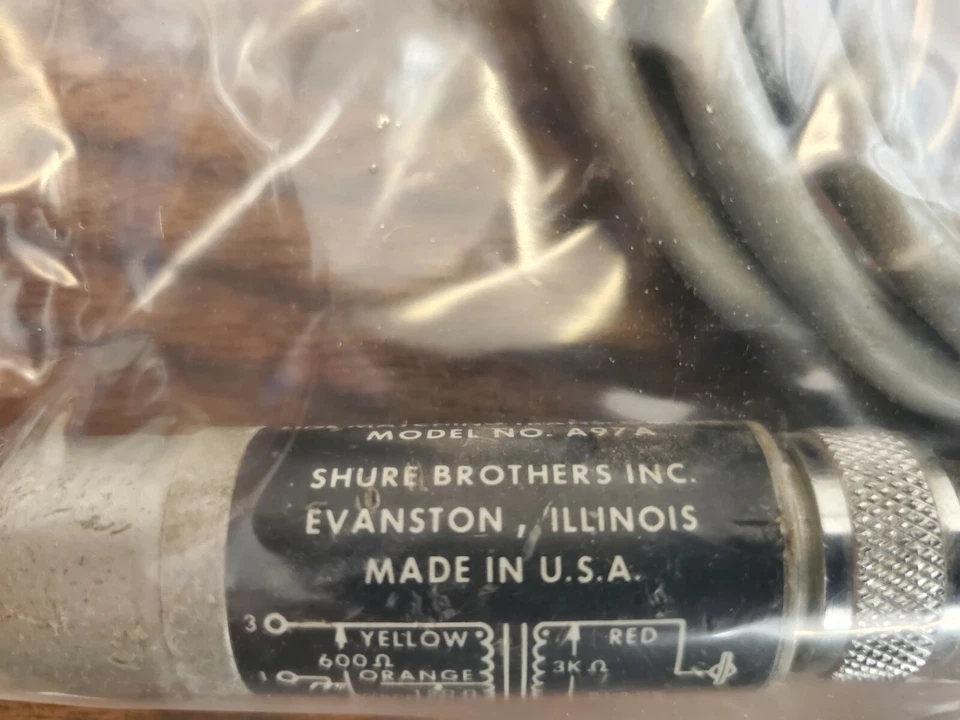 MODEL NO. A97A
SHURE BROTHERS INC.
EVANSTON, ILLINOIS
MADE IN U.S.A.
3 YELLOW RED
600Ω 3KΩ
1 ORANGE